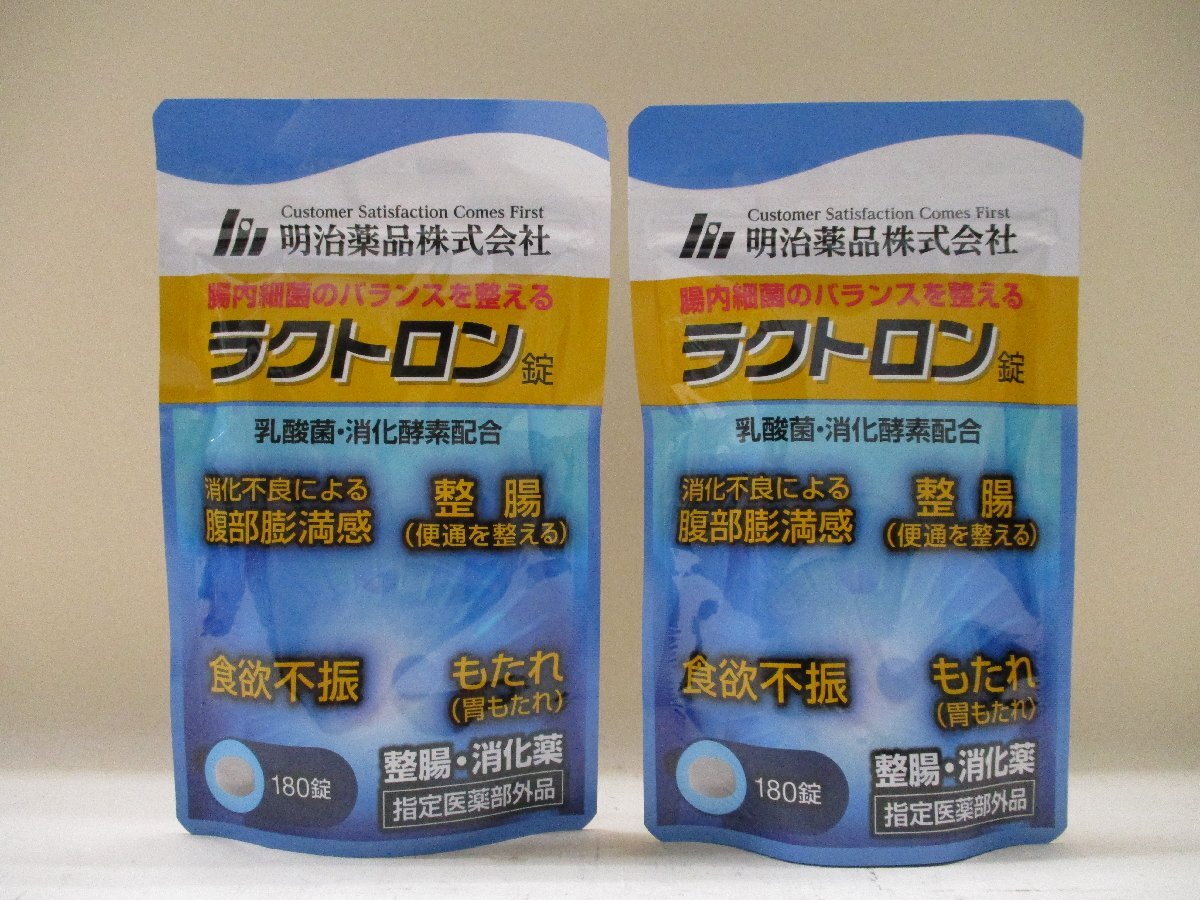 Customer Satisfaction Comes First
明治薬品株式会社
腸内細菌のバランスを整える
ラクトロン錠
乳酸菌・消化酵素配合
消化不良による
腹部膨満感
整腸
(便通を整える)
食欲不振
もたれ
(胃もたれ)
180錠
整腸・消化薬
指定医薬部外品
Customer Satisfaction Comes First
明治薬品株式会社
腸内細菌のバランスを整える
ラクトロン錠
乳酸菌・消化酵素配合
消化不良による
腹部膨満感
整腸
(便通を整える)
食欲不振
もたれ
(胃もたれ)
180錠
整腸・消化薬
指定医薬部外品